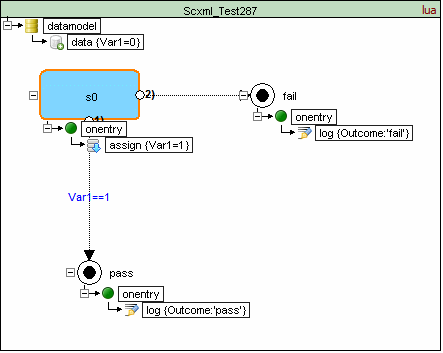 Scxml_Test287
lua
datamodel
data {Var1=0}
s0
2)
fail
1)
onentry
assign {Var1=1}
onentry
log {Outcome:'fail'}
Var1==1
pass
onentry
log {Outcome:'pass'}